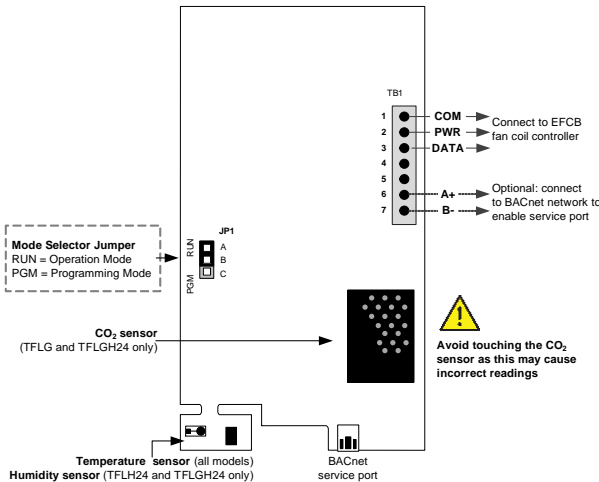 TB1
1 COM
2 PWR
3 DATA
4
5
6 A+
7 B-
Connect to EFCB
fan coil controller
Optional: connect
to BACnet network to
enable service port
Mode Selector Jumper
RUN = Operation Mode
PGM = Programming Mode
JP1
RUN
PGM
A
B
C
CO₂ sensor
(TFLG and TFLGH24 only)
!
Avoid touching the CO₂
sensor as this may cause
incorrect readings
Temperature sensor (all models)
Humidity sensor (TFLH24 and TFLGH24 only)
BACnet
service port